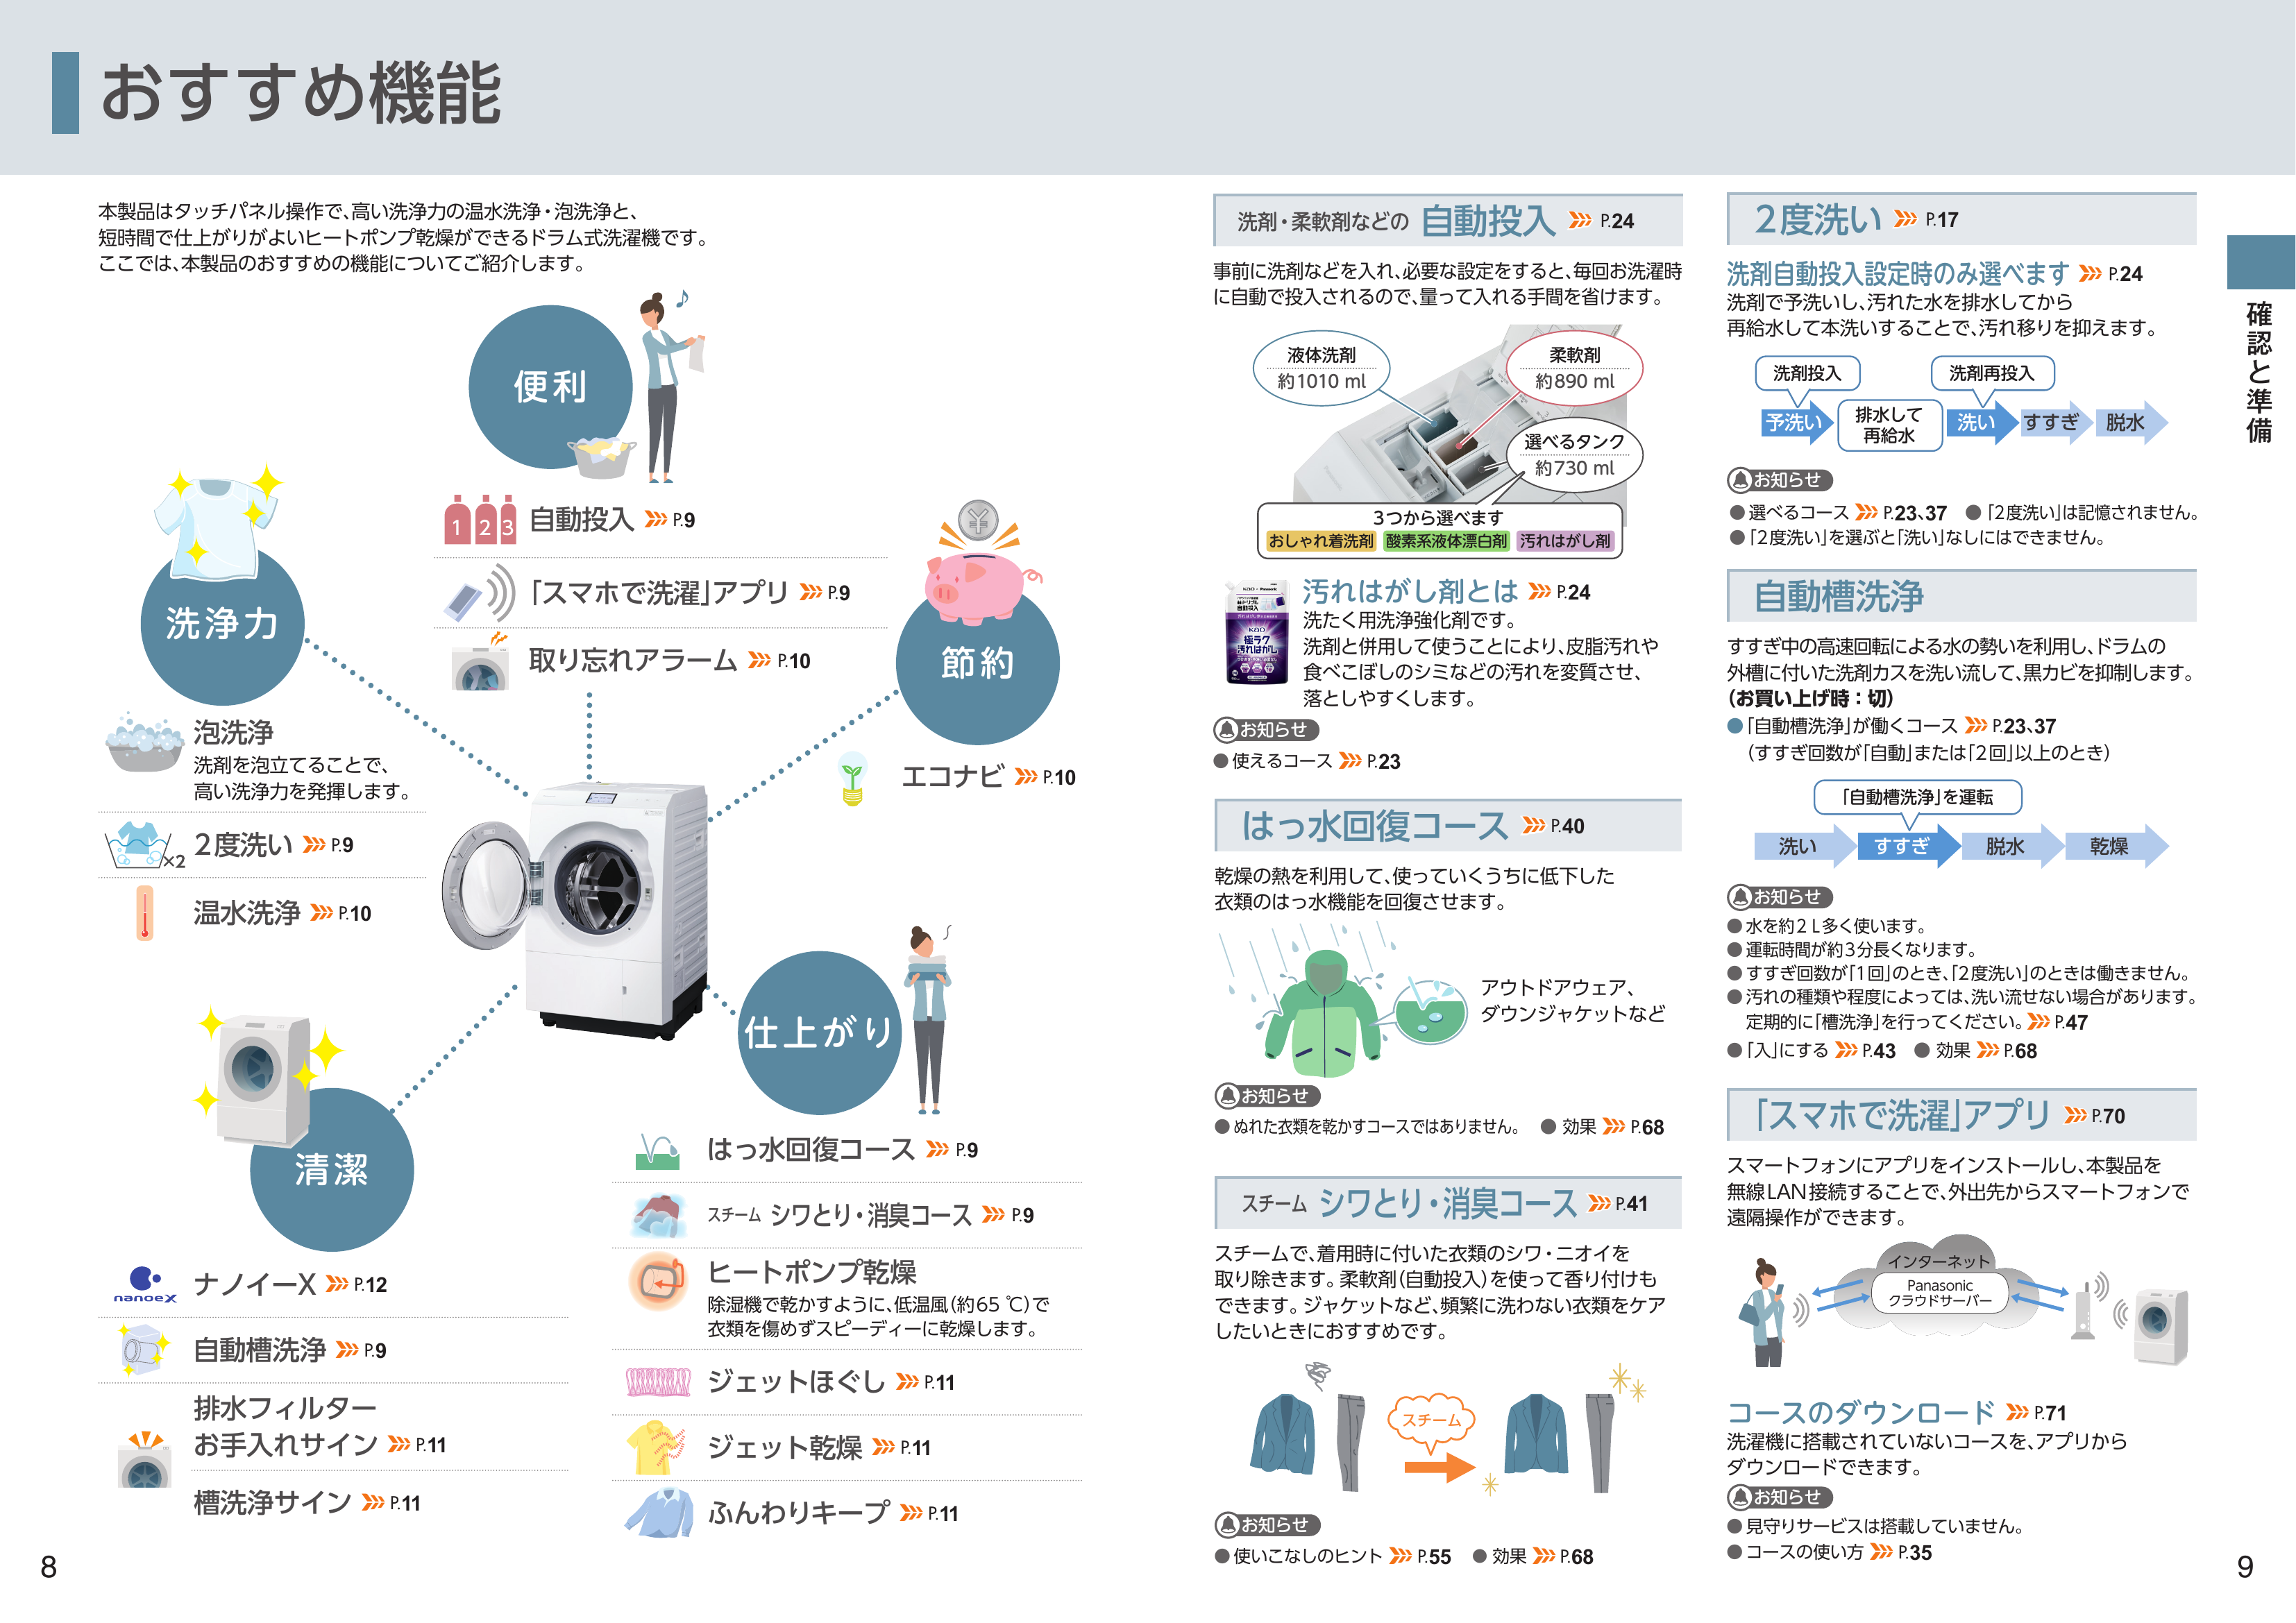 おすすめ機能
本製品はタッチパネル操作で、高い洗浄力の温水洗浄・泡洗浄と、
短時間で仕上がりがよいヒートポンプ乾燥ができるドラム式洗濯機です。
ここでは、本製品のおすすめの機能についてご紹介します。
便利
1 2 3 自動投入 P.9
「スマホで洗濯」アプリ P.9
取り忘れアラーム P.10
洗浄力
泡洗浄
洗剤を泡立てることで、
高い洗浄力を発揮します。
×2 2度洗い P.9
温水洗浄 P.10
節約
エコナビ P.10
清潔
nanoeX ナノイーX P.12
自動槽洗浄 P.9
排水フィルター
お手入れサイン P.11
槽洗浄サイン P.11
仕上がり
はっ水回復コース P.9
スチーム シワとり・消臭コース P.9
ヒートポンプ乾燥
除湿機で乾かすように、低温風(約65 ℃)で
衣類を傷めずスピーディーに乾燥します。
ジェットほぐし P.11
ジェット乾燥 P.11
ふんわりキープ P.11
8
洗剤・柔軟剤などの 自動投入 P.24
事前に洗剤などを入れ、必要な設定をすると、毎回お洗濯時
に自動で投入されるので、量って入れる手間を省けます。
液体洗剤
約1010 ml
柔軟剤
約890 ml
選べるタンク
約730 ml
3つから選べます
おしゃれ着洗剤 酸素系液体漂白剤 汚れはがし剤
自動投入
KAO
極ラク
汚れはがし
汚れはがし剤とは P.24
洗たく用洗浄強化剤です。
洗剤と併用して使うことにより、皮脂汚れや
食べこぼしのシミなどの汚れを変質させ、
落としやすくします。
お知らせ
●使えるコース P.23
はっ水回復コース P.40
乾燥の熱を利用して、使っていくうちに低下した
衣類のはっ水機能を回復させます。
アウトドアウェア、
ダウンジャケットなど
お知らせ
●ぬれた衣類を乾かすコースではありません。 ●効果 P.68
スチーム シワとり・消臭コース P.41
スチームで、着用時に付いた衣類のシワ・ニオイを
取り除きます。柔軟剤(自動投入)を使って香り付けも
できます。ジャケットなど、頻繁に洗わない衣類をケア
したいときにおすすめです。
スチーム
お知らせ
●使いこなしのヒント P.55 ●効果 P.68
2度洗い P.17
洗剤自動投入設定時のみ選べます P.24
洗剤で予洗いし、汚れた水を排水してから
再給水して本洗いすることで、汚れ移りを抑えます。
洗剤投入
洗剤再投入
予洗い 排水して 洗い すすぎ 脱水
再給水
お知らせ
●選べるコース P.23、37 ●「2度洗い」は記憶されません。
●「2度洗い」を選ぶと「洗い」なしにはできません。
自動槽洗浄
すすぎ中の高速回転による水の勢いを利用し、ドラムの
外槽に付いた洗剤カスを洗い流して、黒カビを抑制します。
(お買い上げ時：切)
●「自動槽洗浄」が働くコース P.23、37
(すすぎ回数が「自動」または「2回」以上のとき)
「自動槽洗浄」を運転
洗い すすぎ 脱水 乾燥
お知らせ
●水を約2 L多く使います。
●運転時間が約3分長くなります。
●すすぎ回数が「1回」のとき、「2度洗い」のときは働きません。
●汚れの種類や程度によっては、洗い流せない場合があります。
定期的に「槽洗浄」を行ってください。 P.47
●「入」にする P.43 ●効果 P.68
「スマホで洗濯」アプリ P.70
スマートフォンにアプリをインストールし、本製品を
無線LAN接続することで、外出先からスマートフォンで
遠隔操作ができます。
インターネット
Panasonic
クラウドサーバー
コースのダウンロード P.71
洗濯機に搭載されていないコースを、アプリから
ダウンロードできます。
お知らせ
●見守りサービスは搭載していません。
●コースの使い方 P.35
確認と準備
9